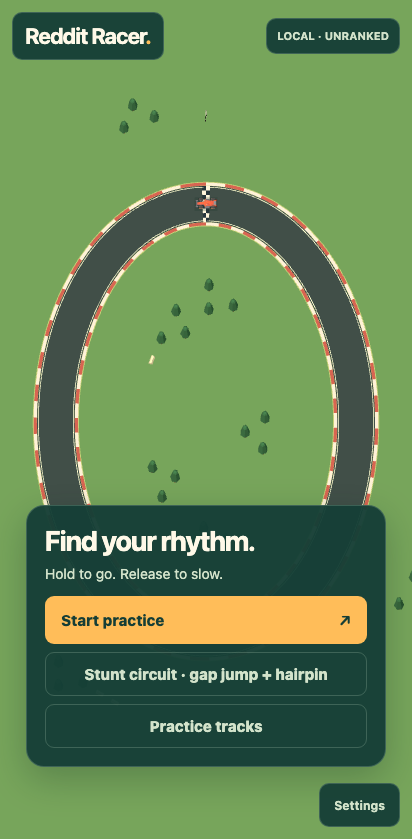 Reddit Racer.
LOCAL · UNRANKED
Find your rhythm.
Hold to go. Release to slow.
Start practice ↗
Stunt circuit · gap jump + hairpin
Practice tracks
Settings